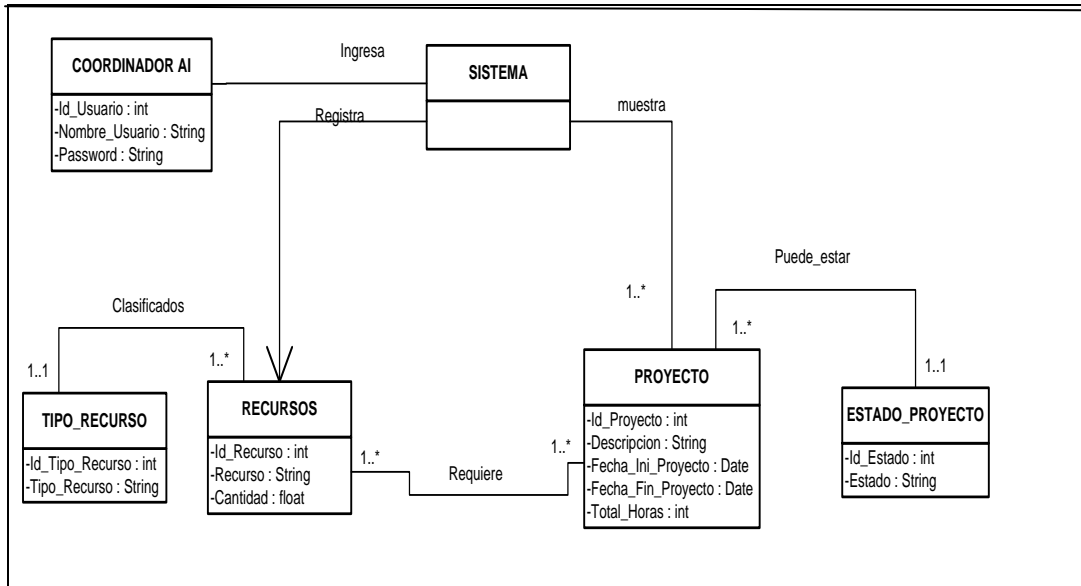 COORDINADOR AI
-Id_Usuario : int
-Nombre_Usuario : String
-Password : String
Ingresa
SISTEMA
Registra
muestra
Puede_estar
Clasificados
1..1
1..*
1..*
1..*
1..1
TIPO_RECURSO
-Id_Tipo_Recurso : int
-Tipo_Recurso : String
RECURSOS
-Id_Recurso : int
-Recurso : String
-Cantidad : float
1..*
Requiere
1..*
PROYECTO
-Id_Proyecto : int
-Descripcion : String
-Fecha_Ini_Proyecto : Date
-Fecha_Fin_Proyecto : Date
-Total_Horas : int
ESTADO_PROYECTO
-Id_Estado : int
-Estado : String